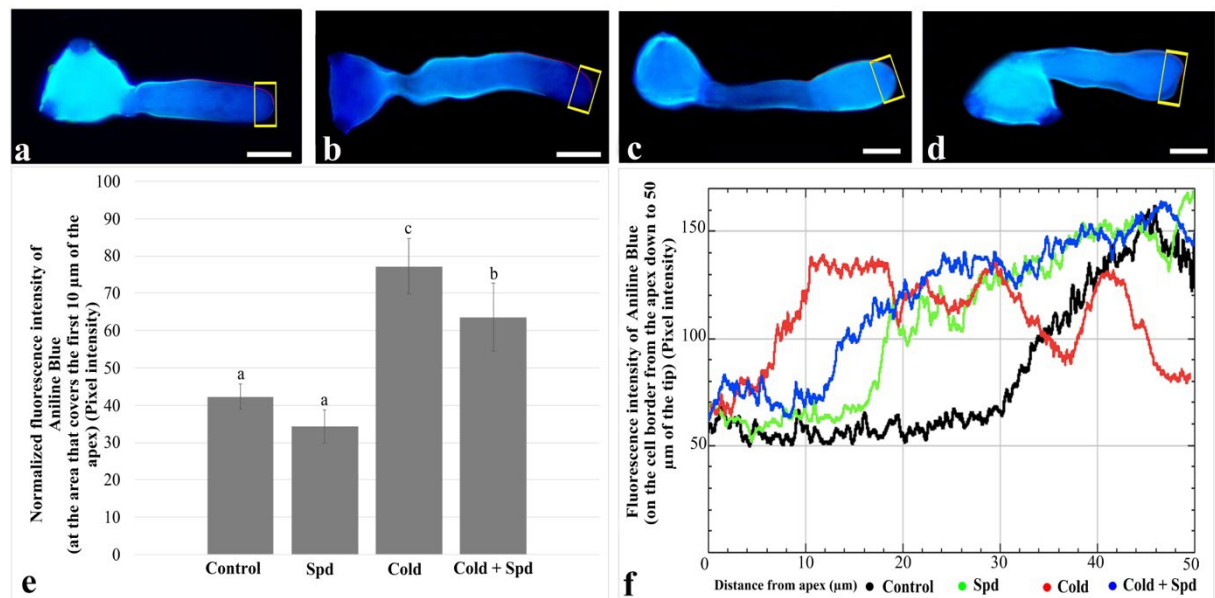 a
b
c
d
Normalized fluorescence intensity of
Aniline Blue
(at the area that covers the first 10 µm of the
apex) (Pixel intensity)
100
90
80
70
60
50
40
30
20
10
0
a
a
c
b
Control
Spd
Cold
Cold + Spd
e
Fluorescence intensity of Aniline Blue
(on the cell border from the apex down to 50
µm of the tip) (Pixel intensity)
150
100
50
0
10
20
30
40
50
Distance from apex (µm)
Control
Spd
Cold
Cold + Spd
f